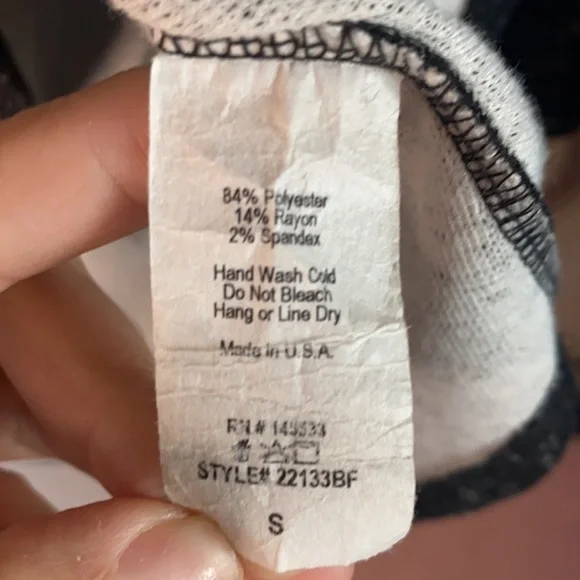 84% Polyester
14% Rayon
2% Spandex
Hand Wash Cold
Do Not Bleach
Hang or Line Dry
Made in U.S.A.
RN #
STYLE# 22133BF
S